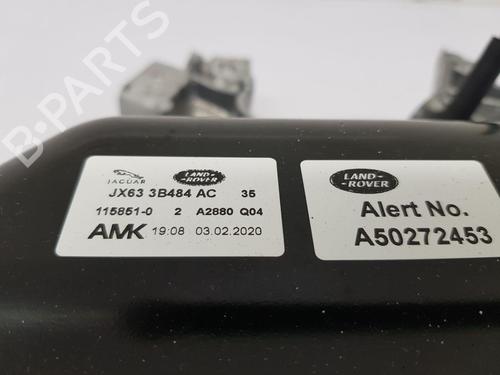 B-PARTS
JAGUAR
LAND-
-ROVER
JX63 3B484 AC 35
115851-0 2 A2880 Q04
AMK 19:08 03.02.2020
LAND-
-ROVER
Alert No.
A50272453